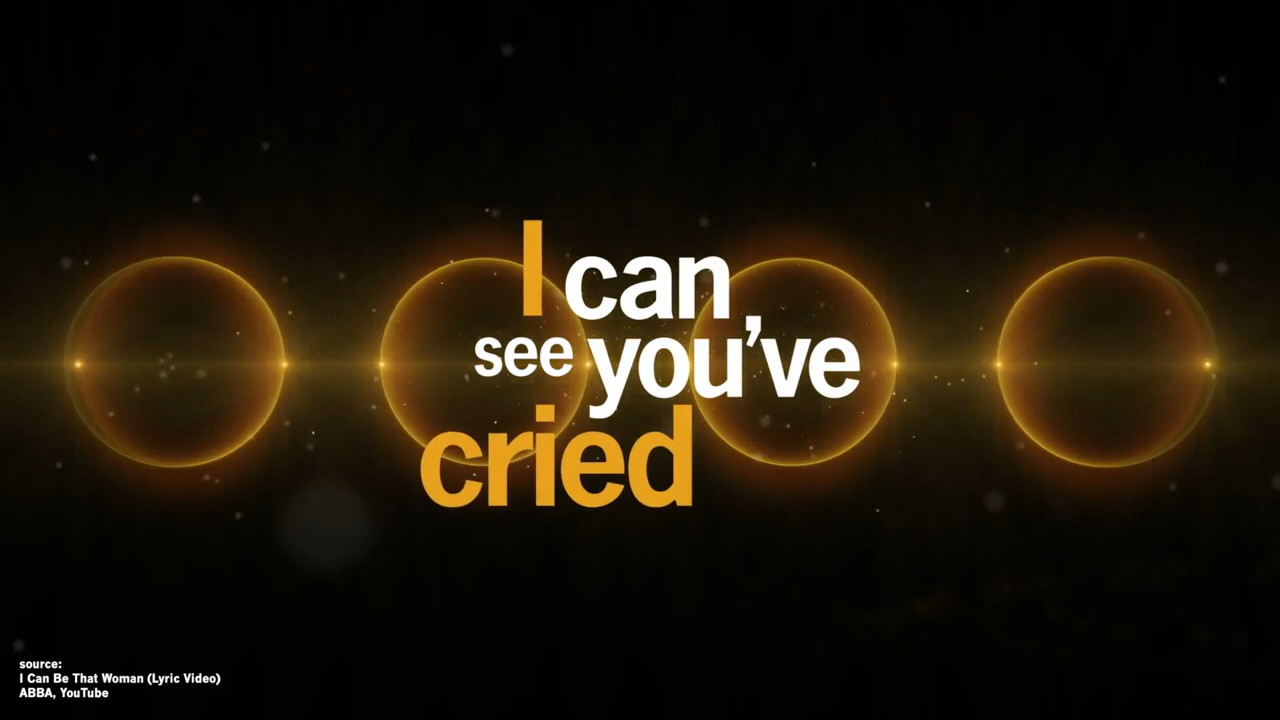 I can
see you've
cried
source:
I Can Be That Woman (Lyric Video)
ABBA, YouTube